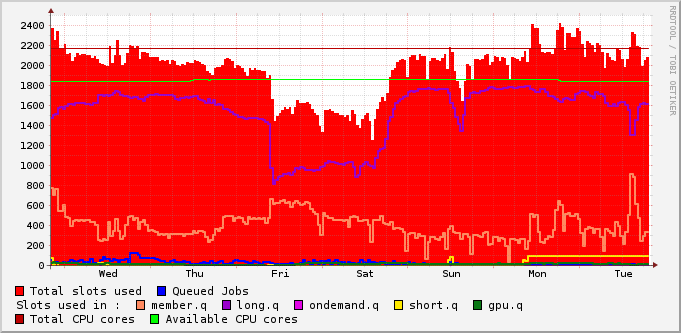 2400
2200
2000
1800
1600
1400
1200
1000
800
600
400
200
0
Wed Thu Fri Sat Sun Mon Tue
RRDTOOL / TOBI OETIKER
Total slots used Queued Jobs
Slots used in : member.q long.q ondemand.q short.q gpu.q
Total CPU cores Available CPU cores